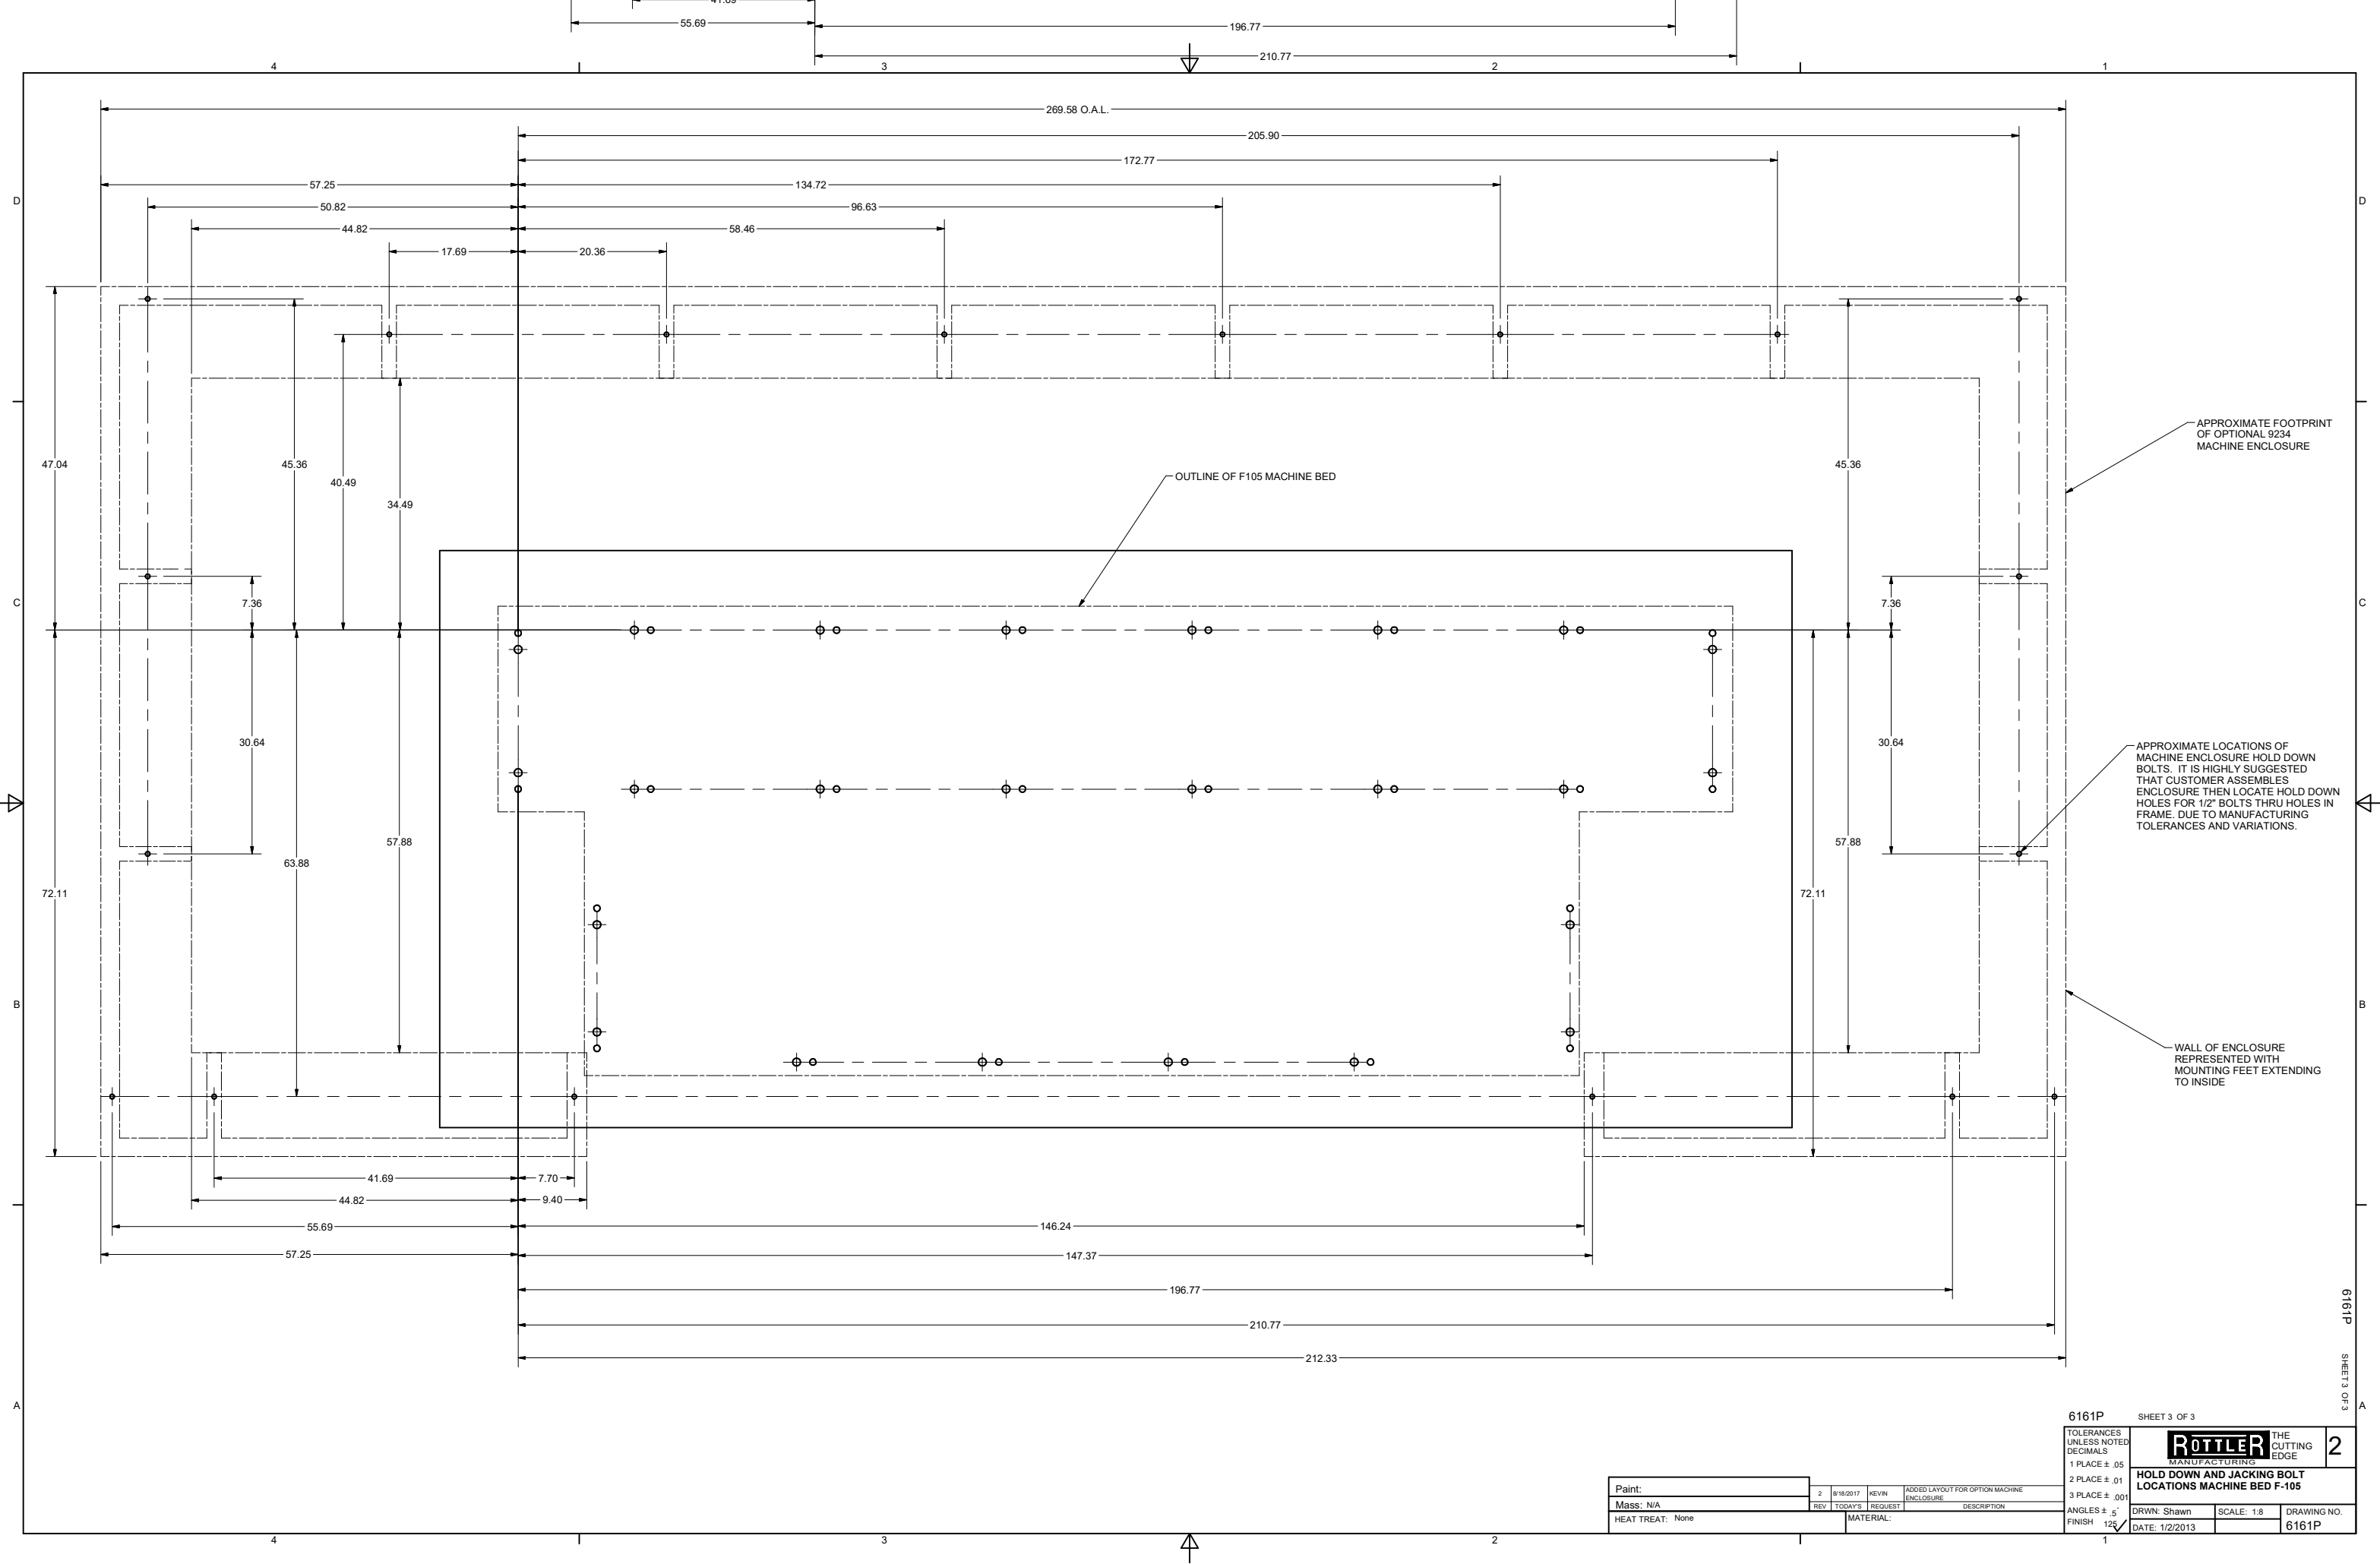 55.69
196.77
210.77
4
3
2
1
269.58 O.A.L.
205.90
172.77
57.25
134.72
D
50.82
96.63
D
44.82
58.46
17.69
20.36
APPROXIMATE FOOTPRINT
OF OPTIONAL 9234
MACHINE ENCLOSURE
47.04
45.36
45.36
OUTLINE OF F105 MACHINE BED
40.49
34.49
C
7.36
7.36
C
30.64
30.64
APPROXIMATE LOCATIONS OF
MACHINE ENCLOSURE HOLD DOWN
BOLTS. IT IS HIGHLY SUGGESTED
THAT CUSTOMER ASSEMBLES
ENCLOSURE THEN LOCATE HOLD DOWN
HOLES FOR 1/2" BOLTS THRU HOLES IN
FRAME. DUE TO MANUFACTURING
TOLERANCES AND VARIATIONS.
57.88
57.88
63.88
72.11
72.11
B
B
WALL OF ENCLOSURE
REPRESENTED WITH
MOUNTING FEET EXTENDING
TO INSIDE
41.69
7.70
44.82
9.40
55.69
146.24
57.25
147.37
196.77
210.77
212.33
6161P
SHEET 3 OF 3
A
A
6161P SHEET 3 OF 3
TOLERANCES
UNLESS NOTED
DECIMALS
1 PLACE ± .05
2 PLACE ± .01
3 PLACE ± .001
ANGLES ± .5°
FINISH 125
ROTTLER
MANUFACTURING
THE
CUTTING
EDGE
2
HOLD DOWN AND JACKING BOLT
LOCATIONS MACHINE BED F-105
DRWN: Shawn
SCALE: 1:8
DRAWING NO.
DATE: 1/2/2013
6161P
Paint:
Mass: N/A
HEAT TREAT: None
MATERIAL:
2 8/18/2017 KEVIN ADDED LAYOUT FOR OPTION MACHINE
ENCLOSURE
REV TODAY'S REQUEST DESCRIPTION
4
3
2
1